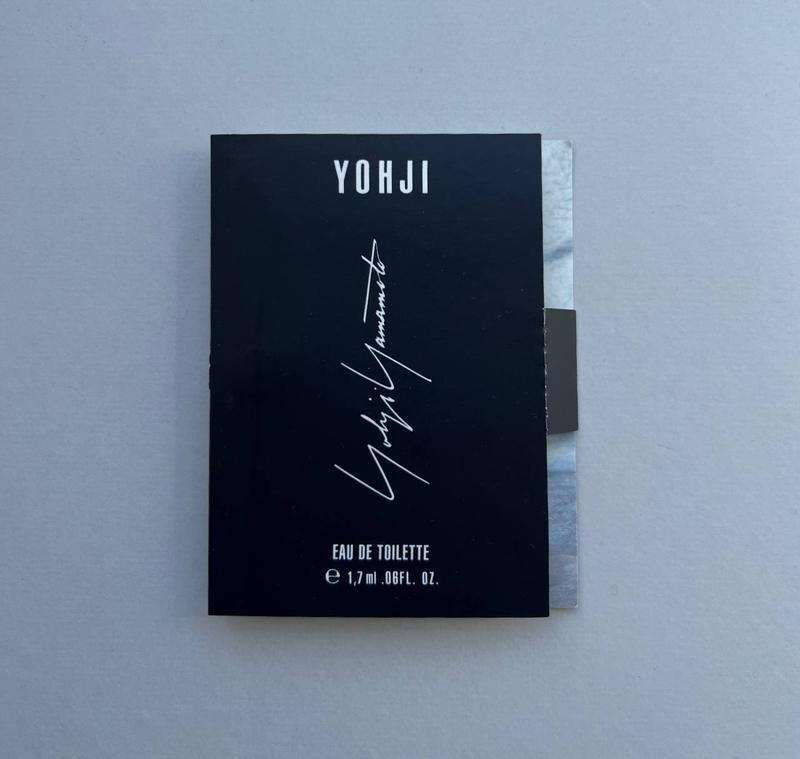 YOHJI
Yohji Yamamoto
EAU DE TOILETTE
℮ 1,7 ml .06FL. OZ.